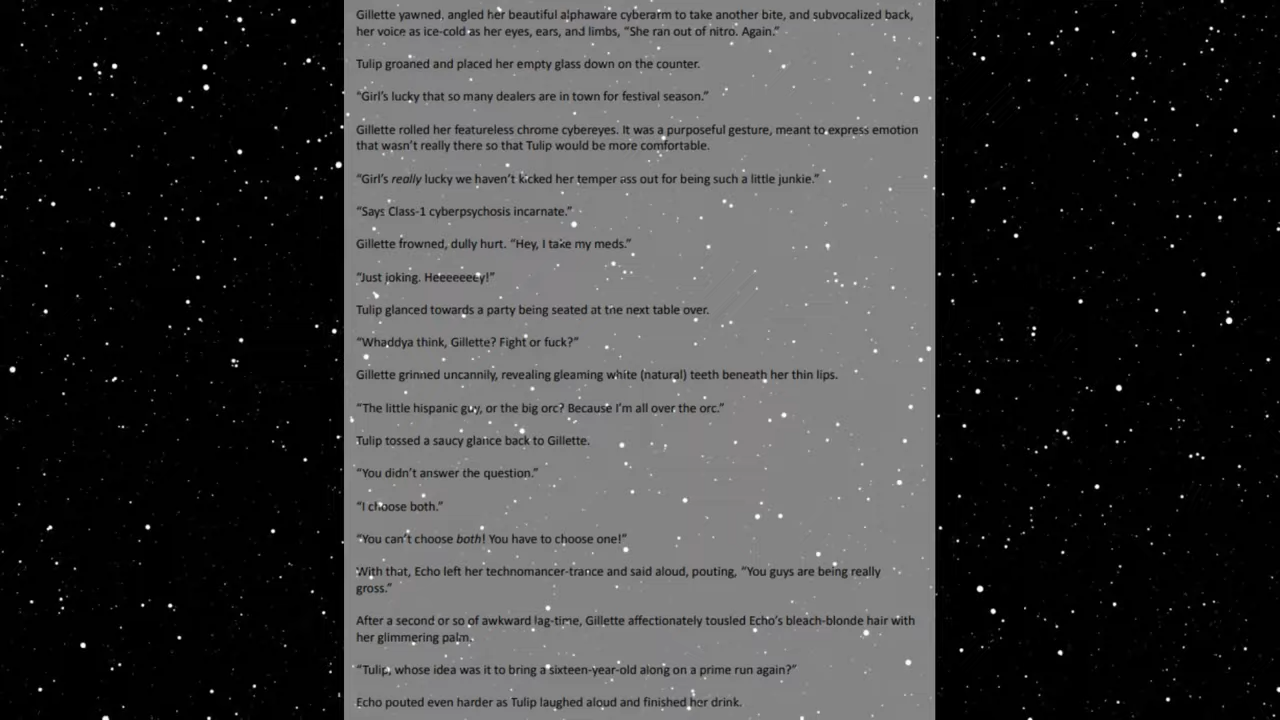 Gillette yawned, angled her beautiful alphaware cyberarm to take another bite, and subvocalized back,
her voice as ice-cold as her eyes, ears, and limbs, “She ran out of nitro. Again.”
Tulip groaned and placed her empty glass down on the counter.
“Girl’s lucky that so many dealers are in town for festival season.”
Gillette rolled her featureless chrome cybereyes. It was a purposeful gesture, meant to express emotion
that wasn’t really there so that Tulip would be more comfortable.
“Girl’s really lucky we haven’t kicked her temper ass out for being such a little junkie.”
“Says Class-1 cyberpsychosis incarnate.”
Gillette frowned, dully hurt. “Hey, I take my meds.”
“Just joking. Heeeeeeey!”
Tulip glanced towards a party being seated at the next table over.
“Whaddya think, Gillette? Fight or fuck?”
Gillette grinned uncannily, revealing gleaming white (natural) teeth beneath her thin lips.
“The little hispanic guy, or the big orc? Because I’m all over the orc.”
Tulip tossed a saucy glance back to Gillette.
“You didn’t answer the question.”
“I choose both.”
“You can’t choose both! You have to choose one!”
With that, Echo left her technomancer-trance and said aloud, pouting, “You guys are being really
gross.”
After a second or so of awkward lag-time, Gillette affectionately tousled Echo’s bleach-blonde hair with
her glimmering palm.
“Tulip, whose idea was it to bring a sixteen-year-old along on a prime run again?”
Echo pouted even harder as Tulip laughed aloud and finished her drink.